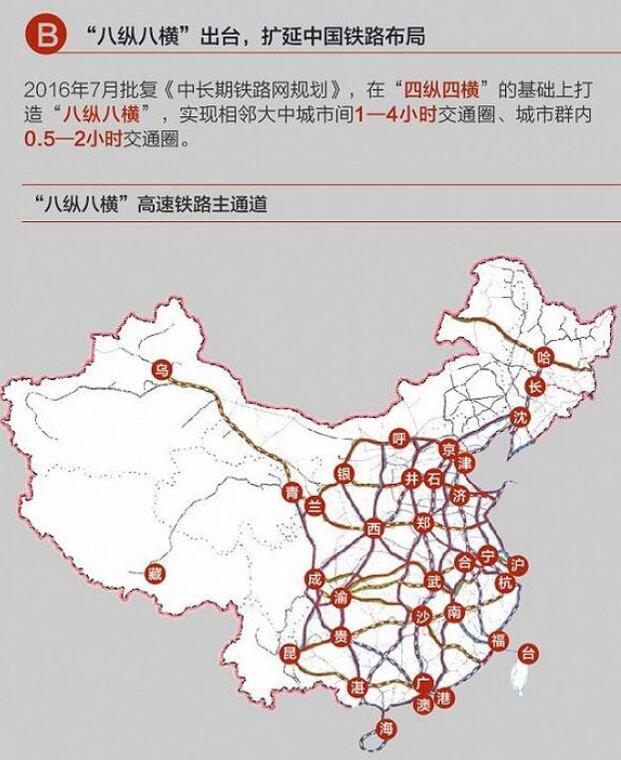 B “八纵八横”出台，扩延中国铁路布局
2016年7月批复《中长期铁路网规划》，在“四纵四横”的基础上打
造“八纵八横”，实现相邻大中城市间1—4小时交通圈、城市群内
0.5—2小时交通圈。
“八纵八横”高速铁路主通道
哈
乌
长
沈
呼
京
津
银
井
石
青
兰
济
西
郑
合
宁
沪
藏
成
武
杭
渝
沙
南
贵
福
昆
台
湛
广
港
澳
海